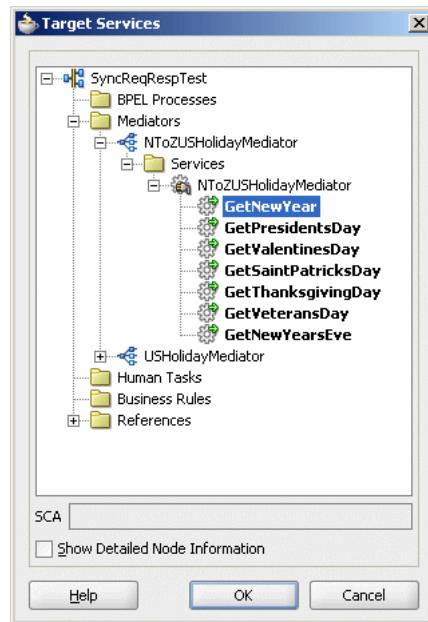 Target Services
SyncReqRespTest
BPEL Processes
Mediators
NToZUSHolidayMediator
Services
NToZUSHolidayMediator
GetNewYear
GetPresidentsDay
GetValentinesDay
GetSaintPatricksDay
GetThanksgivingDay
GetVeteransDay
GetNewYearsEve
USHolidayMediator
Human Tasks
Business Rules
References
SCA
Show Detailed Node Information
Help OK Cancel